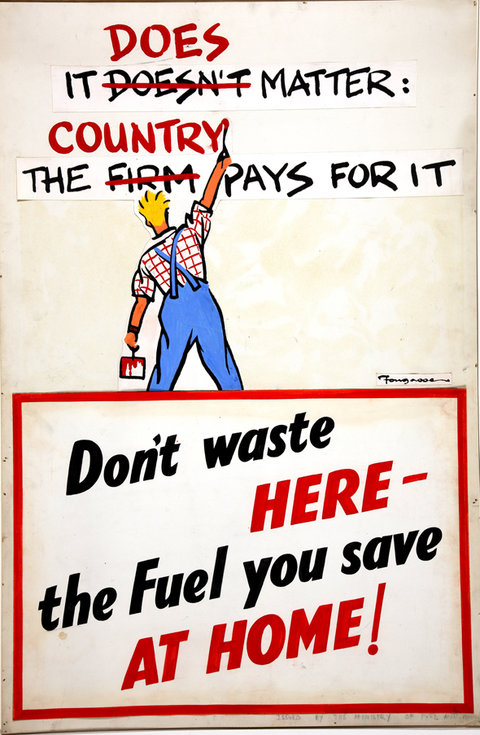 DOES
IT DOESN'T MATTER:
COUNTRY
THE FIRM PAYS FOR IT
Fougasse
Don't waste
HERE -
the Fuel you save
AT HOME!
ISSUED BY THE MINISTRY OF FUEL AND